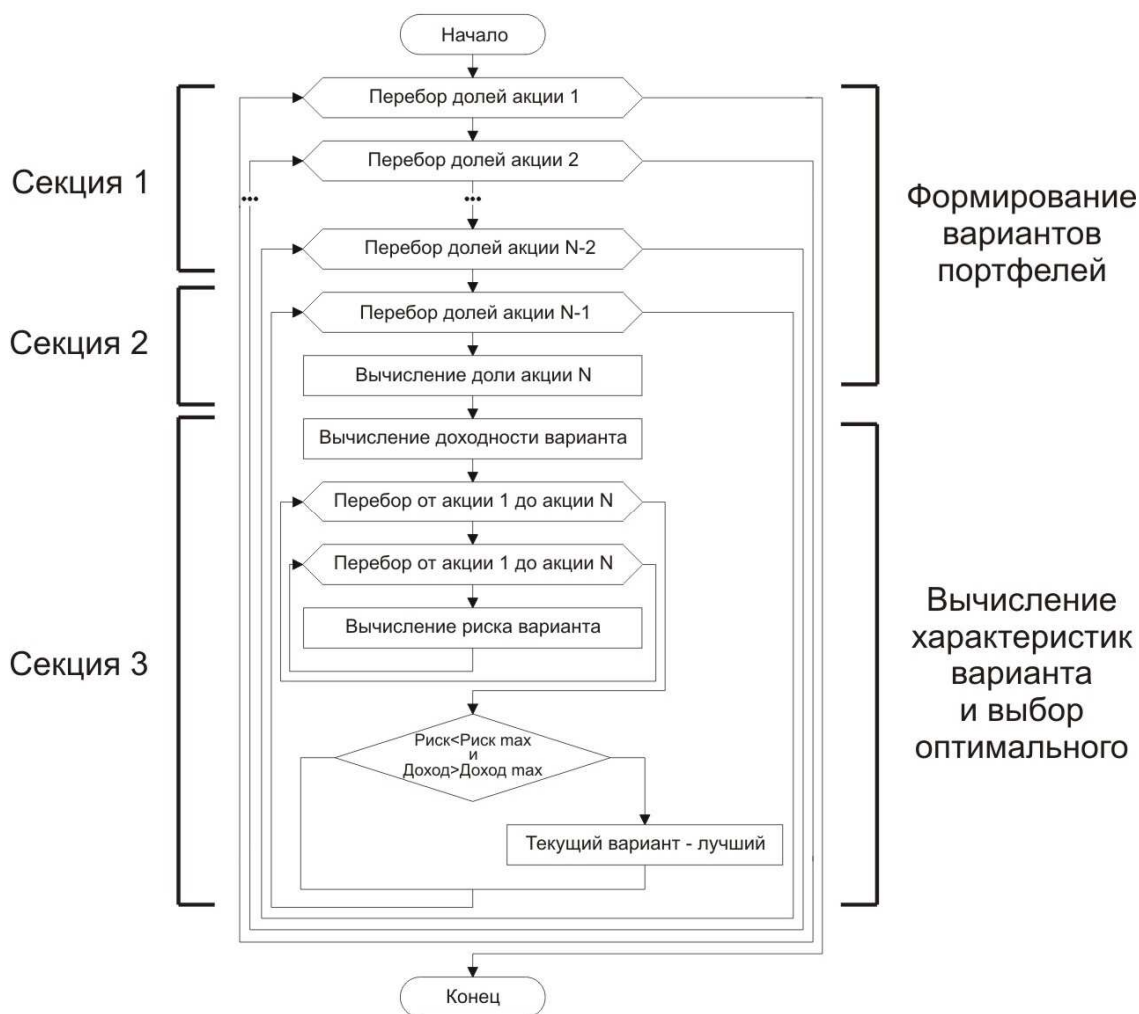 Начало
Перебор долей акции 1
Перебор долей акции 2
Секция 1
•••
•••
Формирование
вариантов
портфелей
Перебор долей акции N-2
Перебор долей акции N-1
Секция 2
Вычисление доли акции N
Вычисление доходности варианта
Перебор от акции 1 до акции N
Перебор от акции 1 до акции N
Вычисление риска варианта
Секция 3
Вычисление
характеристик
варианта
и выбор
оптимального
Риск<Риск max
и
Доход>Доход max
Текущий вариант - лучший
Конец